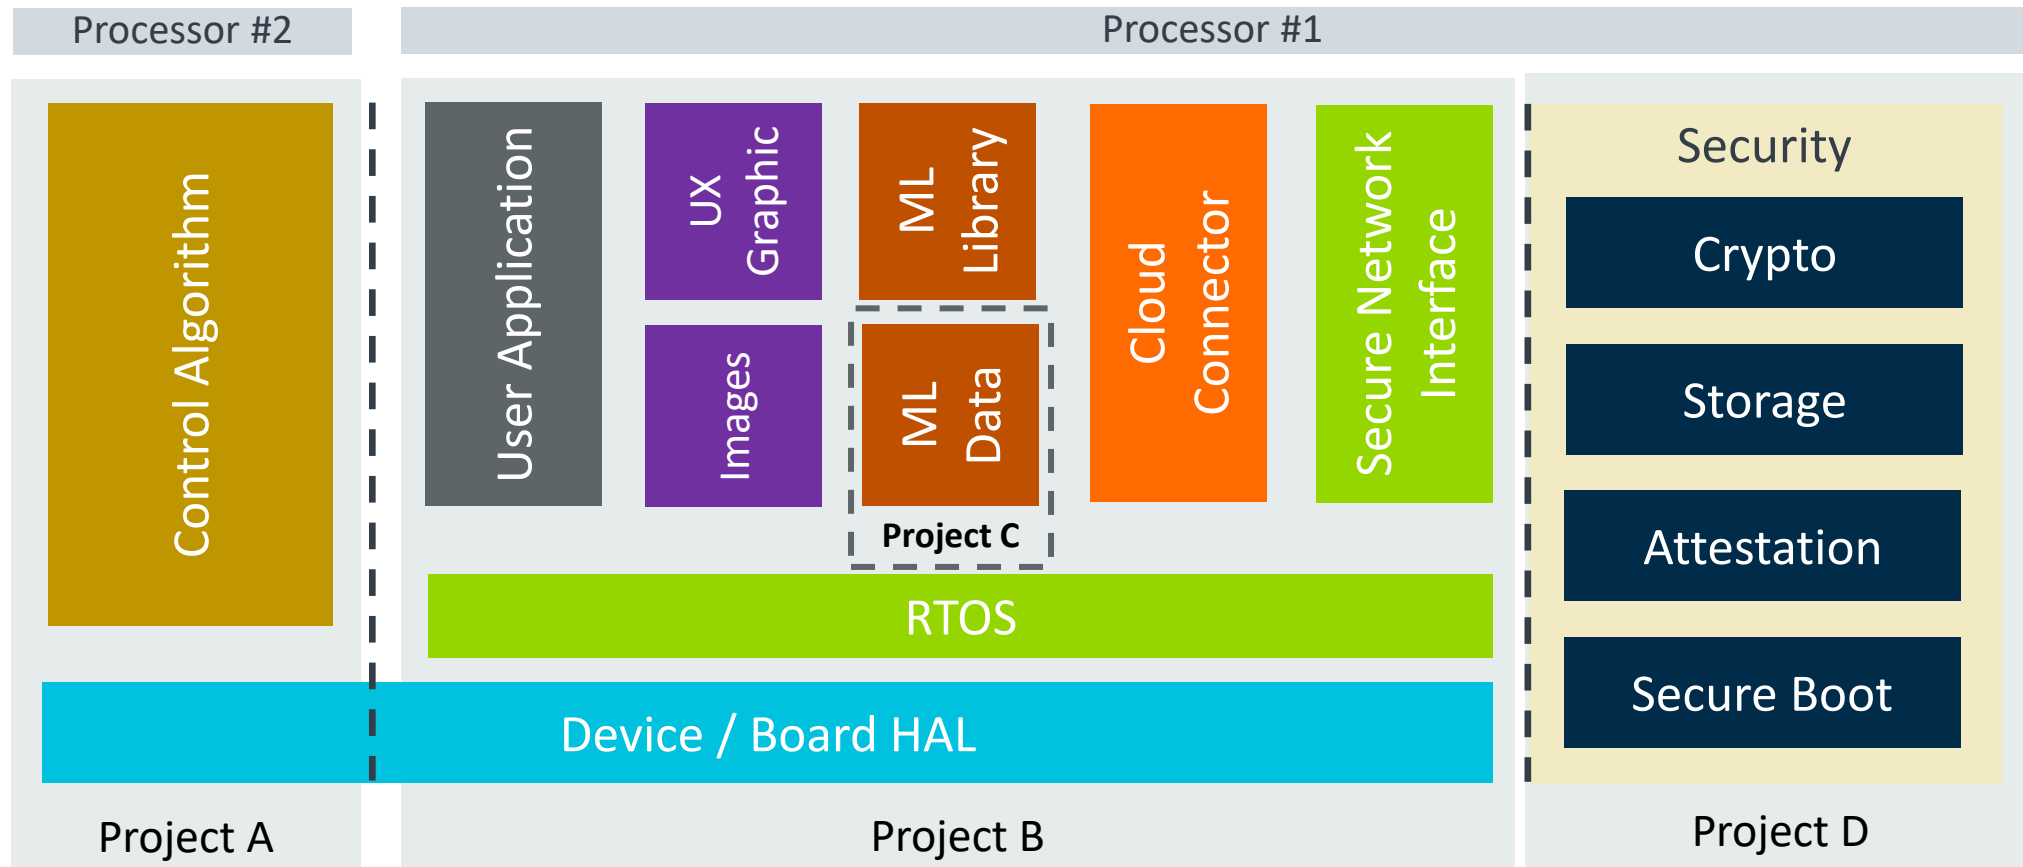 Processor #2
Processor #1
Control Algorithm
User Application
UX
Graphic
Images
ML
Library
ML
Data
Project C
Cloud
Connector
Secure Network
Interface
RTOS
Device / Board HAL
Security
Crypto
Storage
Attestation
Secure Boot
Project A
Project B
Project D